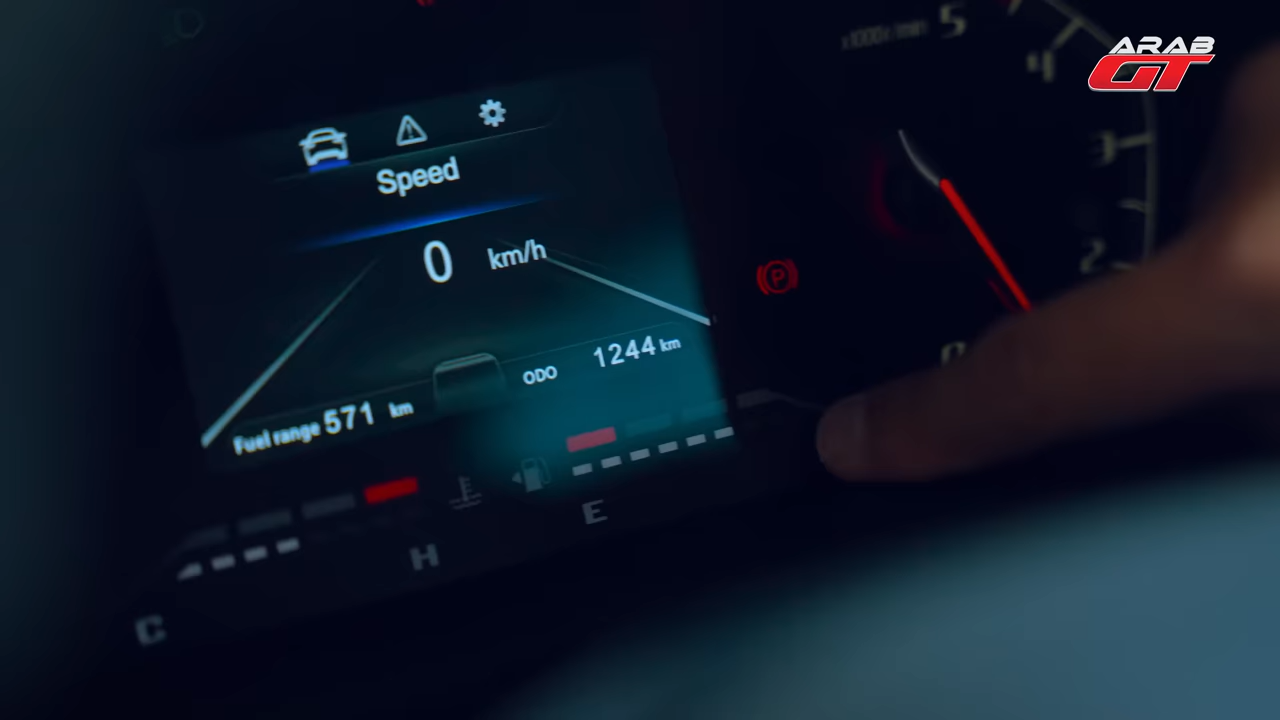 ARAB
GT
x1000r/min
5
4
3
2
0
Speed
0 km/h
ODO 1244 km
Fuel range 571 km
P
E
H
C